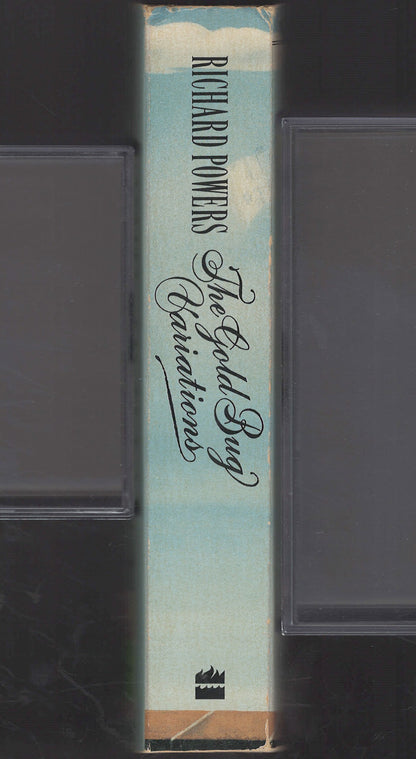 RICHARD POWERS
The Gold Bug
Variations